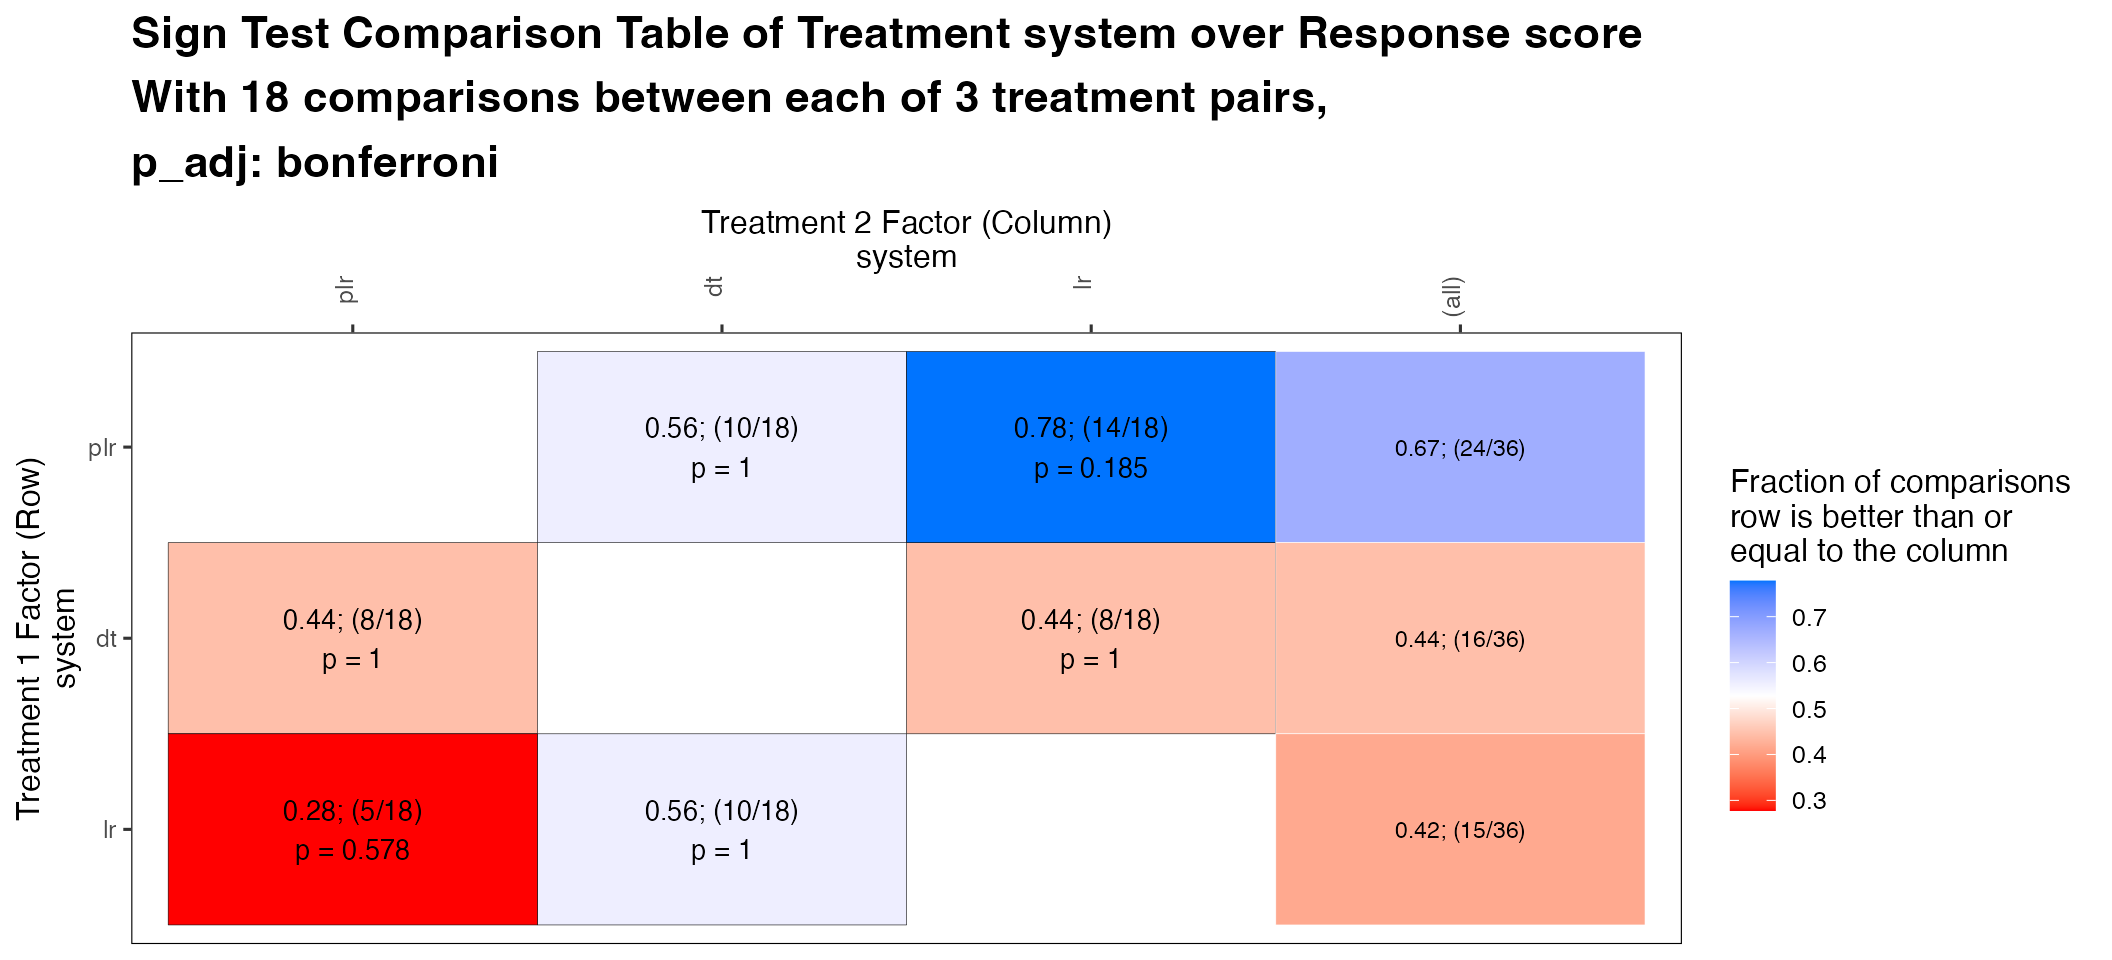 Sign Test Comparison Table of Treatment system over Response score
With 18 comparisons between each of 3 treatment pairs,
p_adj: bonferroni
Treatment 2 Factor (Column)
system
plr
dt
lr
(all)
Treatment 1 Factor (Row)
system
plr
0.56; (10/18)
p = 1
0.78; (14/18)
p = 0.185
0.67; (24/36)
dt
0.44; (8/18)
p = 1
0.44; (8/18)
p = 1
0.44; (16/36)
lr
0.28; (5/18)
p = 0.578
0.56; (10/18)
p = 1
0.42; (15/36)
Fraction of comparisons
row is better than or
equal to the column
0.7
0.6
0.5
0.4
0.3